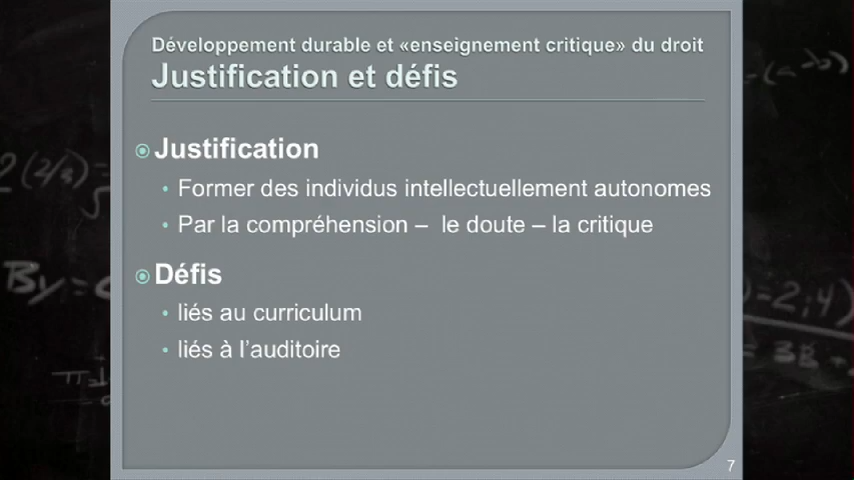 Développement durable et «enseignement critique» du droit
Justification et défis
Justification
• Former des individus intellectuellement autonomes
• Par la compréhension – le doute – la critique
Défis
• liés au curriculum
• liés à l'auditoire
7